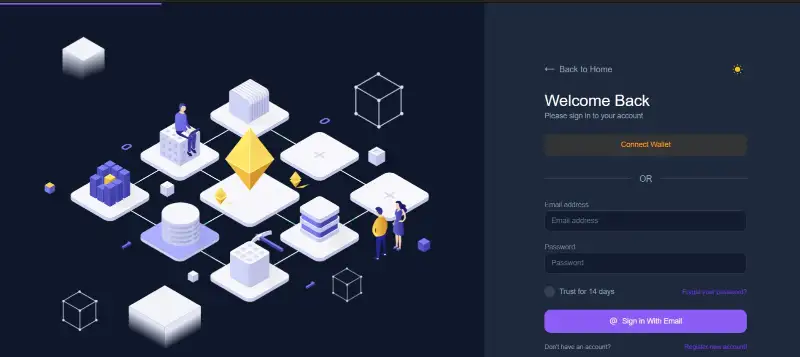 Back to Home
Welcome Back
Please sign in to your account
Connect Wallet
OR
Email address
Email address
Password
Password
Trust for 14 days
Forgot your password?
Sign in With Email
Don't have an account?
Register new account!